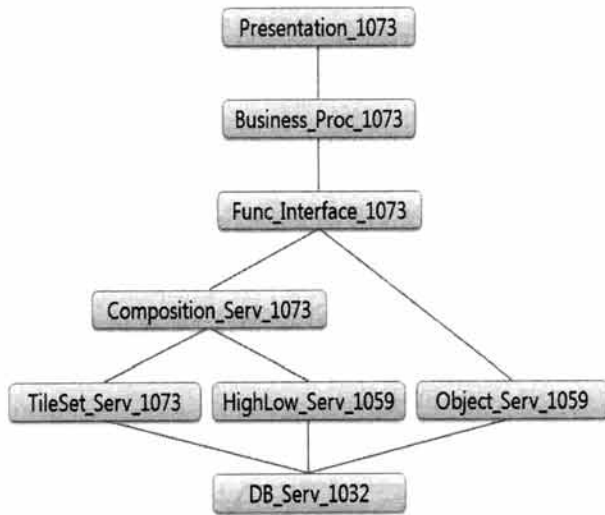 Presentation_1073
Business_Proc_1073
Func_Interface_1073
Composition_Serv_1073
TileSet_Serv_1073
HighLow_Serv_1059
Object_Serv_1059
DB_Serv_1032